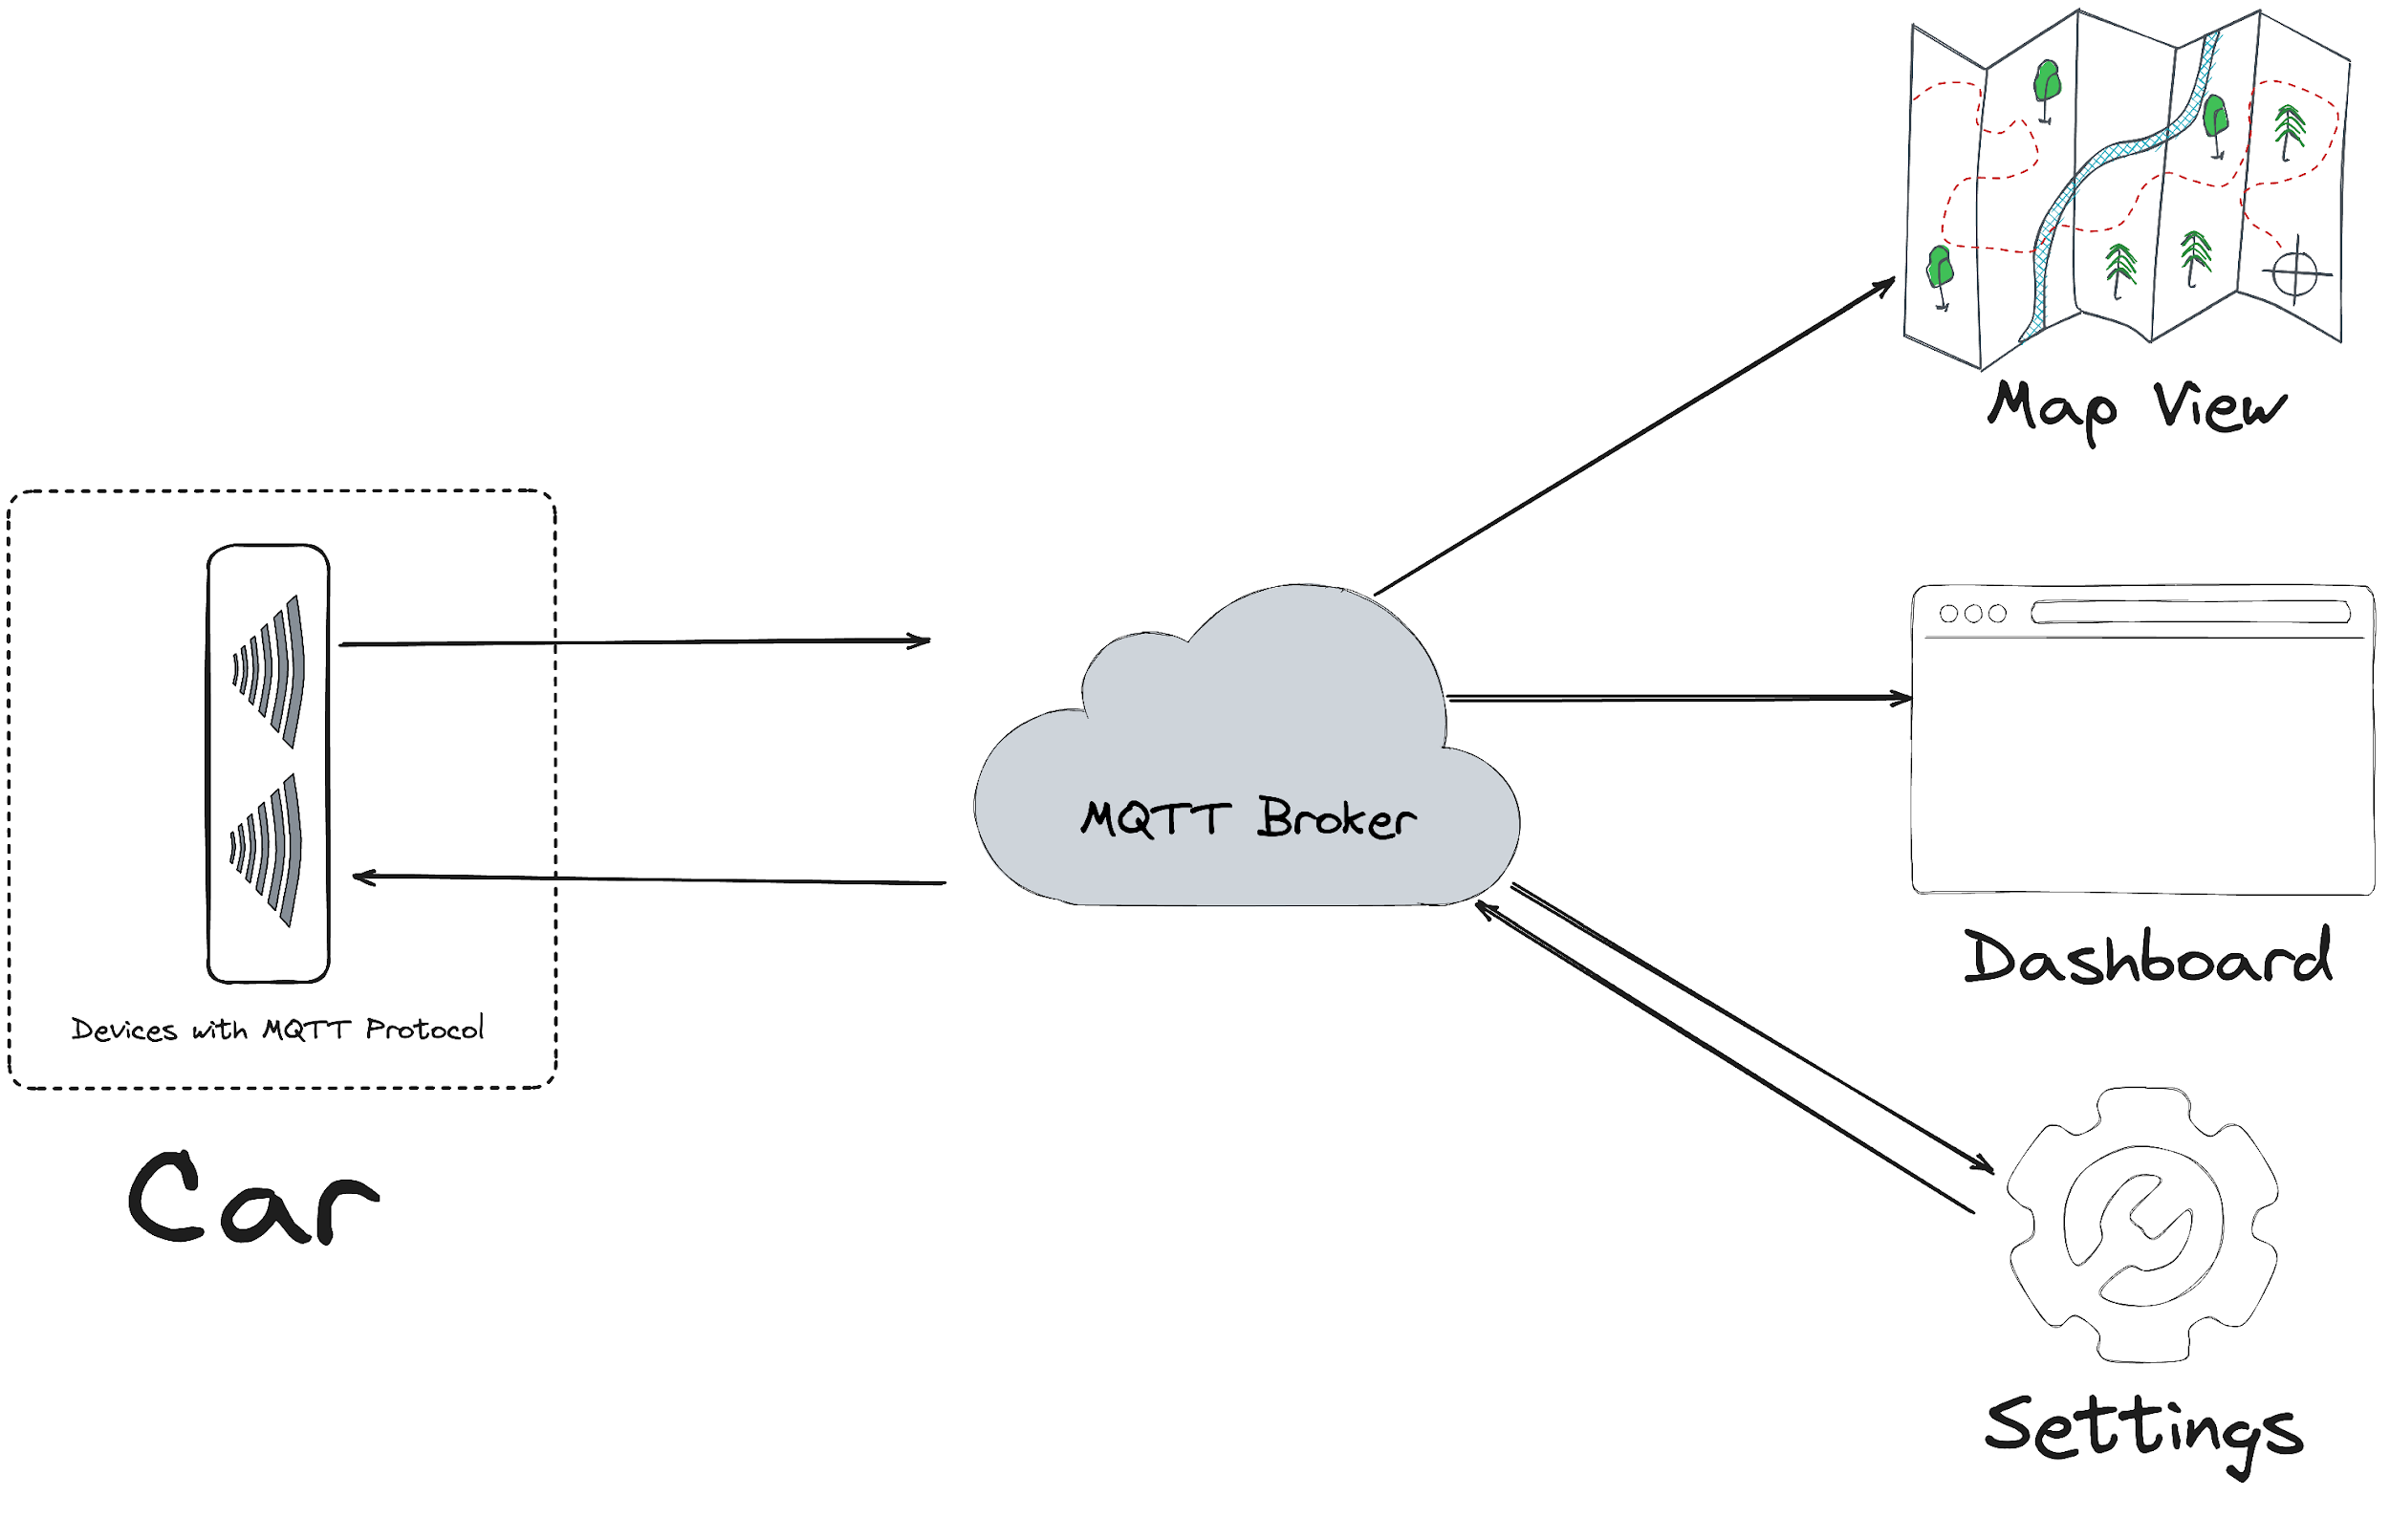 Map View
MQTT Broker
Dashboard
Devices with MQTT Protocol
Car
Settings